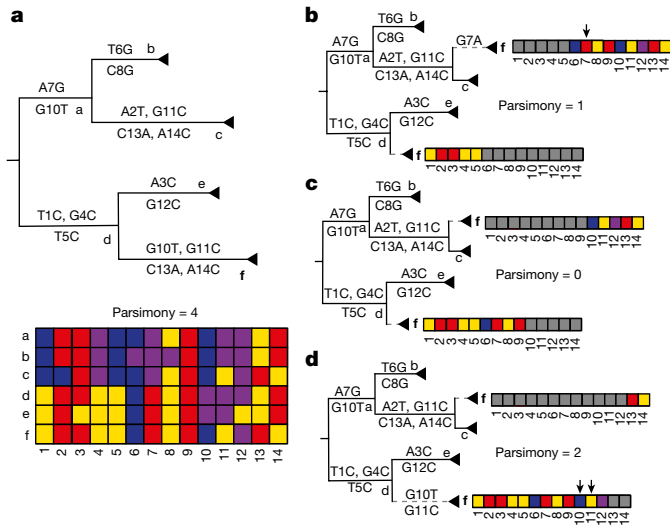 a
T6G b
C8G
A7G
G10T a
A2T, G11C
C13A, A14C c
A3C e
G12C
T1C, G4C
T5C d
G10T, G11C
C13A, A14C f
Parsimony = 4
a
b
c
d
e
f
1 2 3 4 5 6 7 8 9 10 11 12 13 14
b
T6G b
C8G
G7A
f
A7G
G10T a
A2T, G11C
C13A, A14C c
6 7 8 9 10 11 12 13 14
1 2 3 4 5
A3C e
G12C
Parsimony = 1
T1C, G4C
T5C d
f
1 2 3 4 5 6 7 8 9 10 11 12 13 14
c
T6G b
C8G
A7G
G10T a
A2T, G11C
C13A, A14C c
f
1 2 3 4 5 6 7 8 9 10 11 12 13 14
A3C e
G12C
Parsimony = 0
T1C, G4C
T5C d
f
1 2 3 4 5 6 7 8 9 10 11 12 13 14
d
T6G b
C8G
A7G
G10T a
A2T, G11C
C13A, A14C c
f
1 2 3 4 5 6 7 8 9 10 11 12 13 14
A3C e
G12C
Parsimony = 2
T1C, G4C
T5C d
G10T
G11C
f
1 2 3 4 5 6 7 8 9 10 11 12 13 14